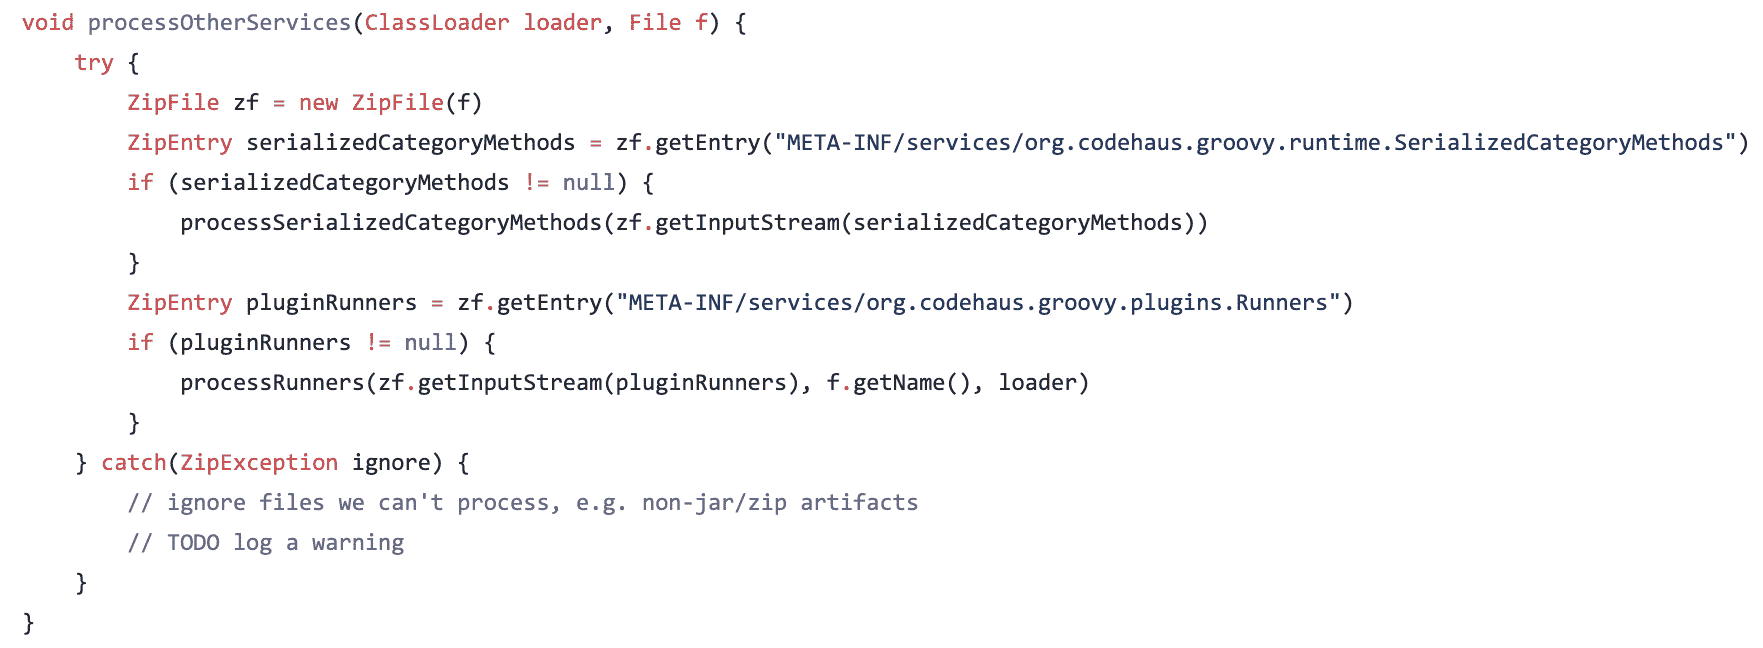 void processOtherServices(ClassLoader loader, File f) {
    try {
        ZipFile zf = new ZipFile(f)
        ZipEntry serializedCategoryMethods = zf.getEntry("META-INF/services/org.codehaus.groovy.runtime.SerializedCategoryMethods")
        if (serializedCategoryMethods != null) {
            processSerializedCategoryMethods(zf.getInputStream(serializedCategoryMethods))
        }
        ZipEntry pluginRunners = zf.getEntry("META-INF/services/org.codehaus.groovy.plugins.Runners")
        if (pluginRunners != null) {
            processRunners(zf.getInputStream(pluginRunners), f.getName(), loader)
        }
    } catch(ZipException ignore) {
        // ignore files we can't process, e.g. non-jar/zip artifacts
        // TODO log a warning
    }
}